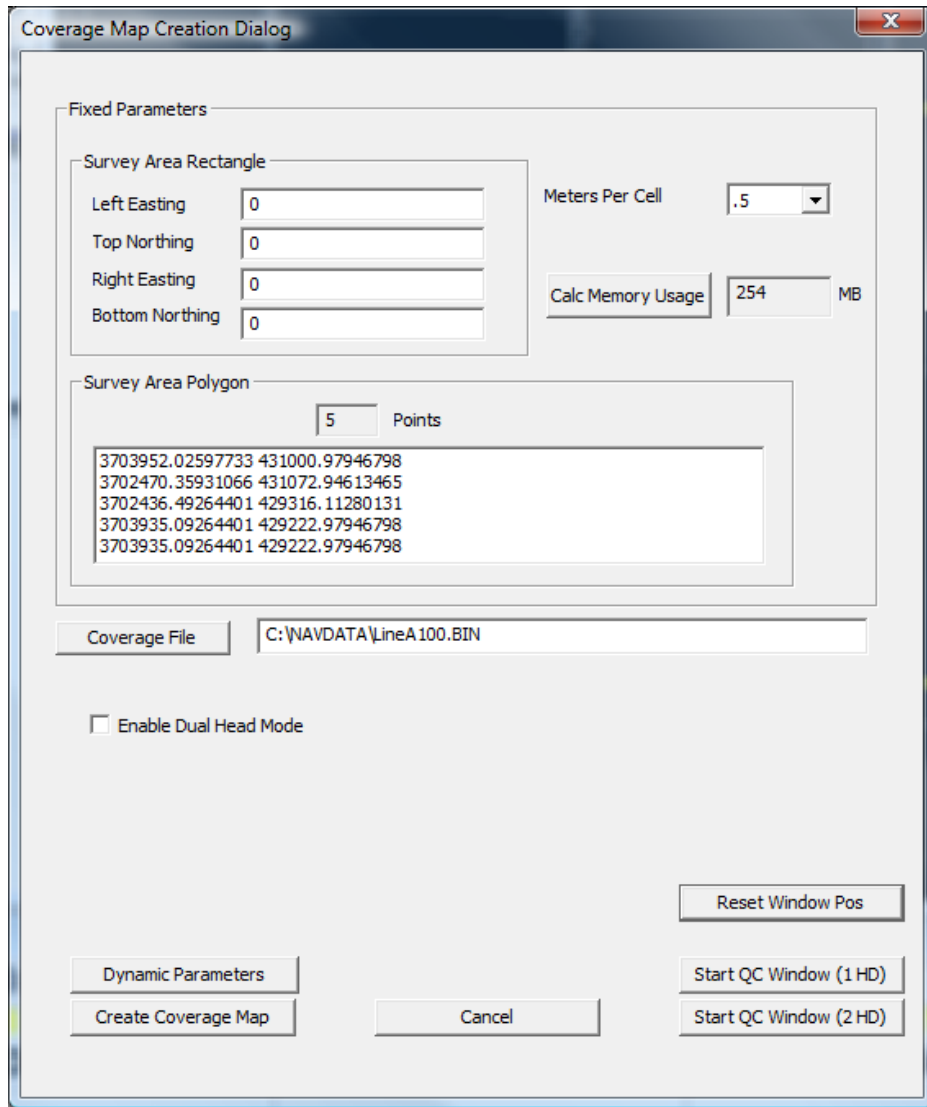 Coverage Map Creation Dialog
Fixed Parameters
Survey Area Rectangle
Left Easting 0
Top Northing 0
Right Easting 0
Bottom Northing 0
Meters Per Cell .5
Calc Memory Usage 254 MB
Survey Area Polygon
5 Points
3703952.02597733 431000.97946798
3702470.35931066 431072.94613465
3702436.49264401 429316.11280131
3703935.09264401 429222.97946798
3703935.09264401 429222.97946798
Coverage File C:\NAVDATA\LineA100.BIN
Enable Dual Head Mode
Reset Window Pos
Dynamic Parameters Start QC Window (1 HD)
Create Coverage Map Cancel Start QC Window (2 HD)